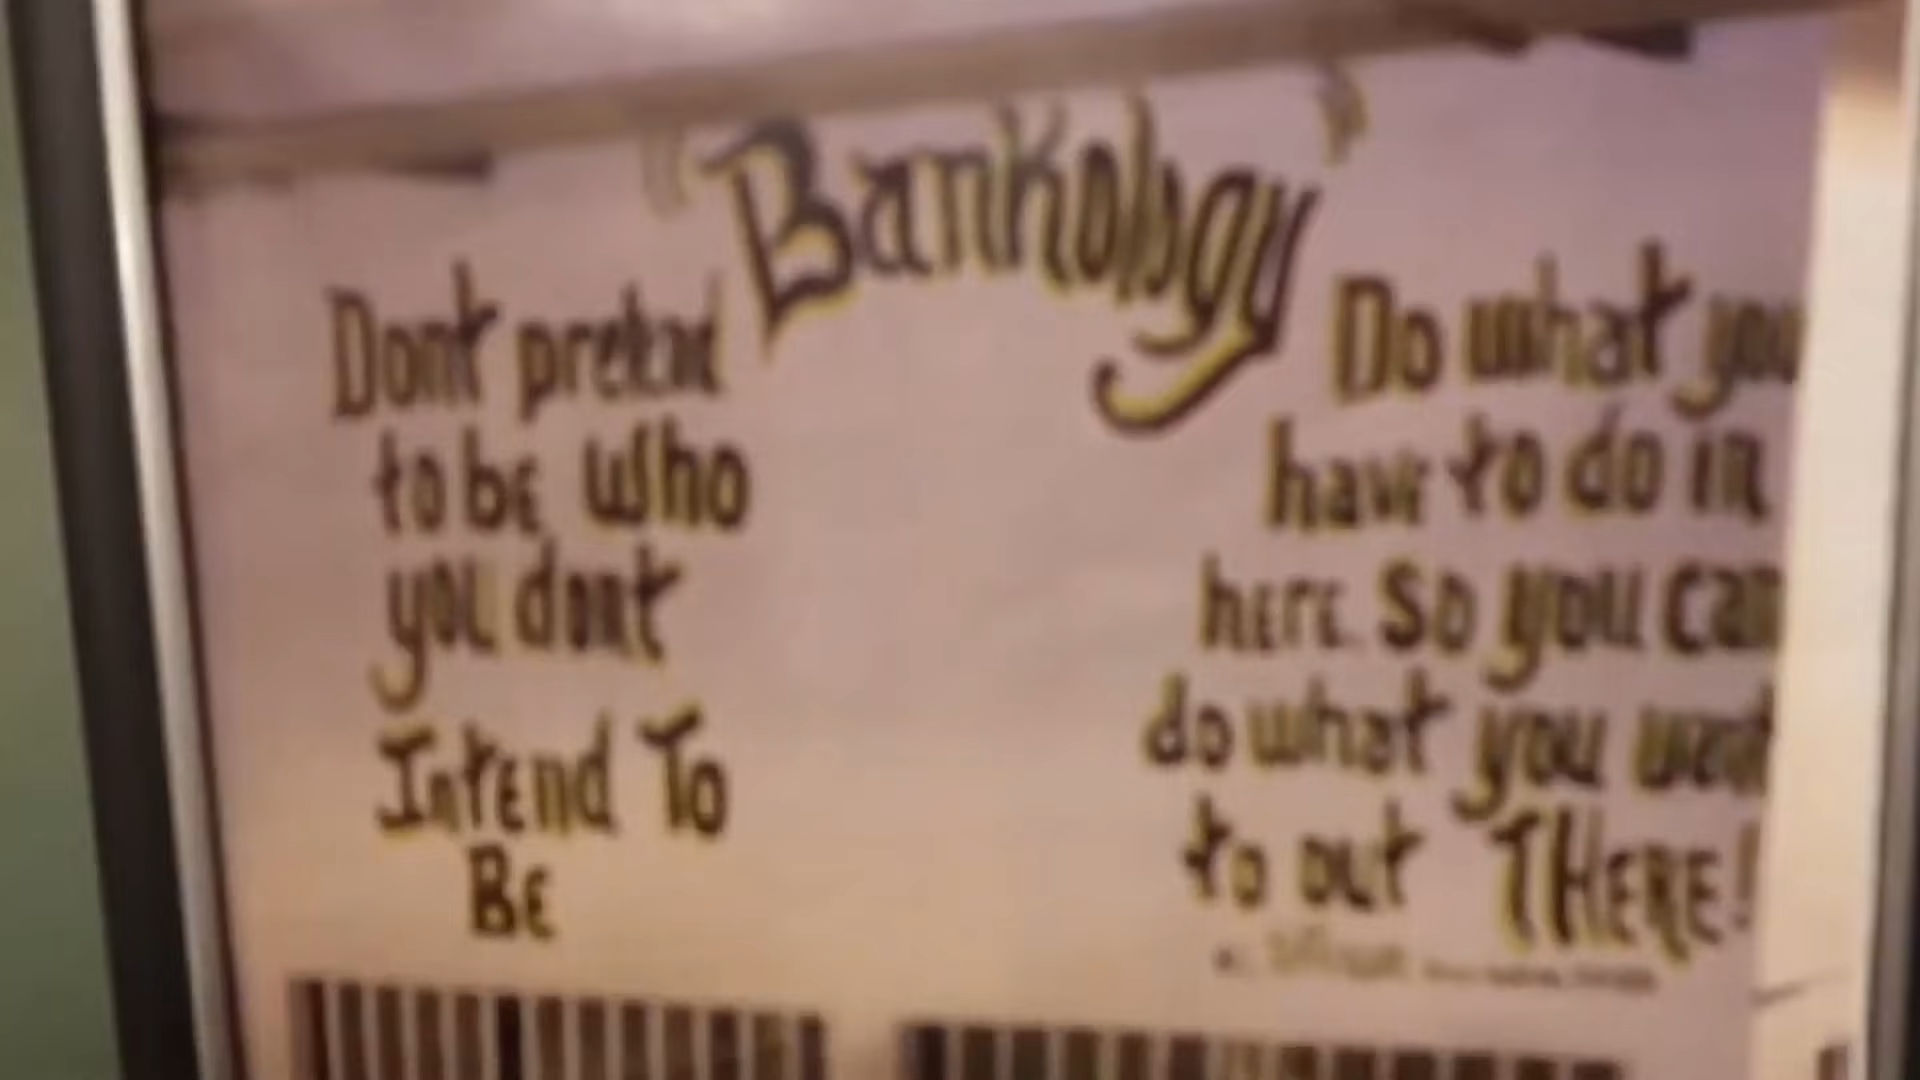 "Bankology"
Dont pretend
to be who
you dont
Intend To
Be
Do what you
have to do in
here. So you can
do what you want
to out THERE!